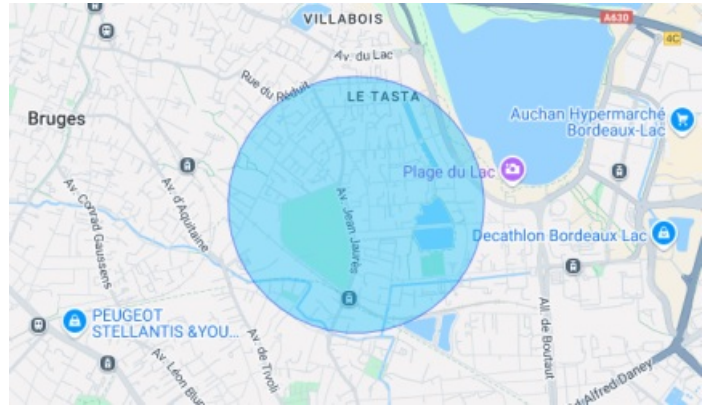 VILLABOIS
A630
4C
Av. du Lac
Rue du Réduit
LE TASTA
Bruges
Auchan Hypermarché
Bordeaux-Lac
Plage du Lac
Av. Conrad Gaussens
Av. d'Aquitaine
Av. Jean Jaurès
Decathlon Bordeaux Lac
PEUGEOT
STELLANTIS &YOU...
Av. de Tivoli
All. de Boutaut
Av. Léon Blum
Alfred Daney